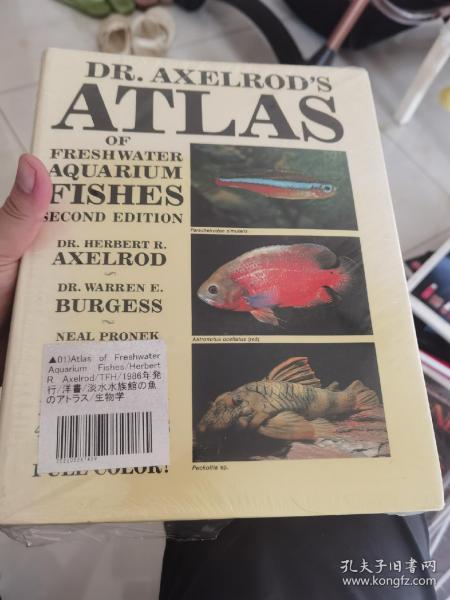 DR. AXELROD'S
ATLAS
OF
FRESHWATER
AQUARIUM
FISHES
SECOND EDITION
DR. HERBERT R.
AXELROD
DR. WARREN E.
BURGESS
NEAL PRONEK
Paracheirodon simulans
Astronotus ocellatus (red)
Peckoltia sp.
▲01)Atlas of Freshwater
Aquarium Fishes/Herbert
R Axelrod/TFH/1986年発
行/洋書/淡水水族館の魚
のアトラス/生物学
FULL COLOR!
孔夫子旧书网
www.kongfz.com